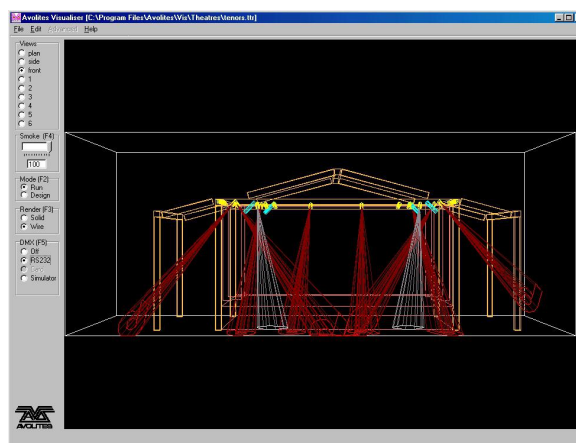 Avolites Visualiser [C:\Program Files\Avolites\Vis\Theatres\tenors.ttr]
File Edit Advanced Help
Views
plan
side
front
1
2
3
4
5
6
Smoke (F4)
100
Mode (F2)
Run
Design
Render (F3)
Solid
Wire
DMX (F5)
Off
RS232
Card
Simulator
AVOLITES